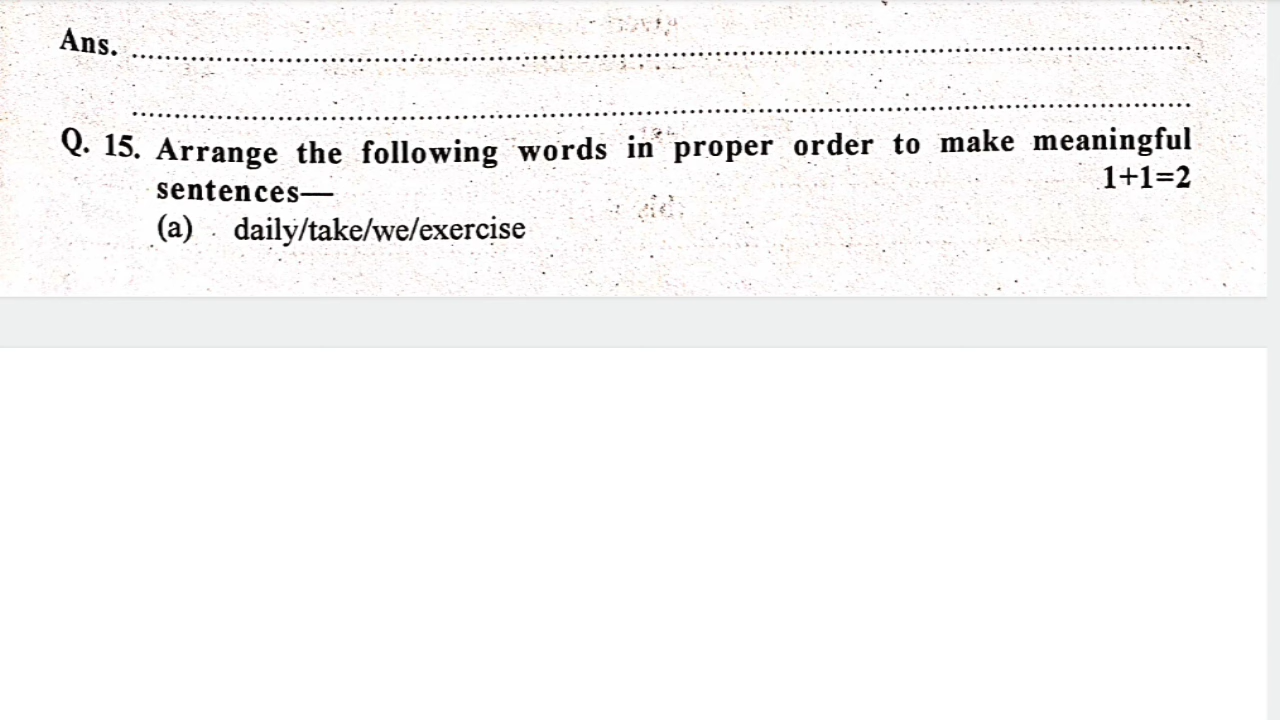 Ans. ........................................................................................................
........................................................................................................
Q. 15. Arrange the following words in proper order to make meaningful
sentences— 1+1=2
(a) daily/take/we/exercise